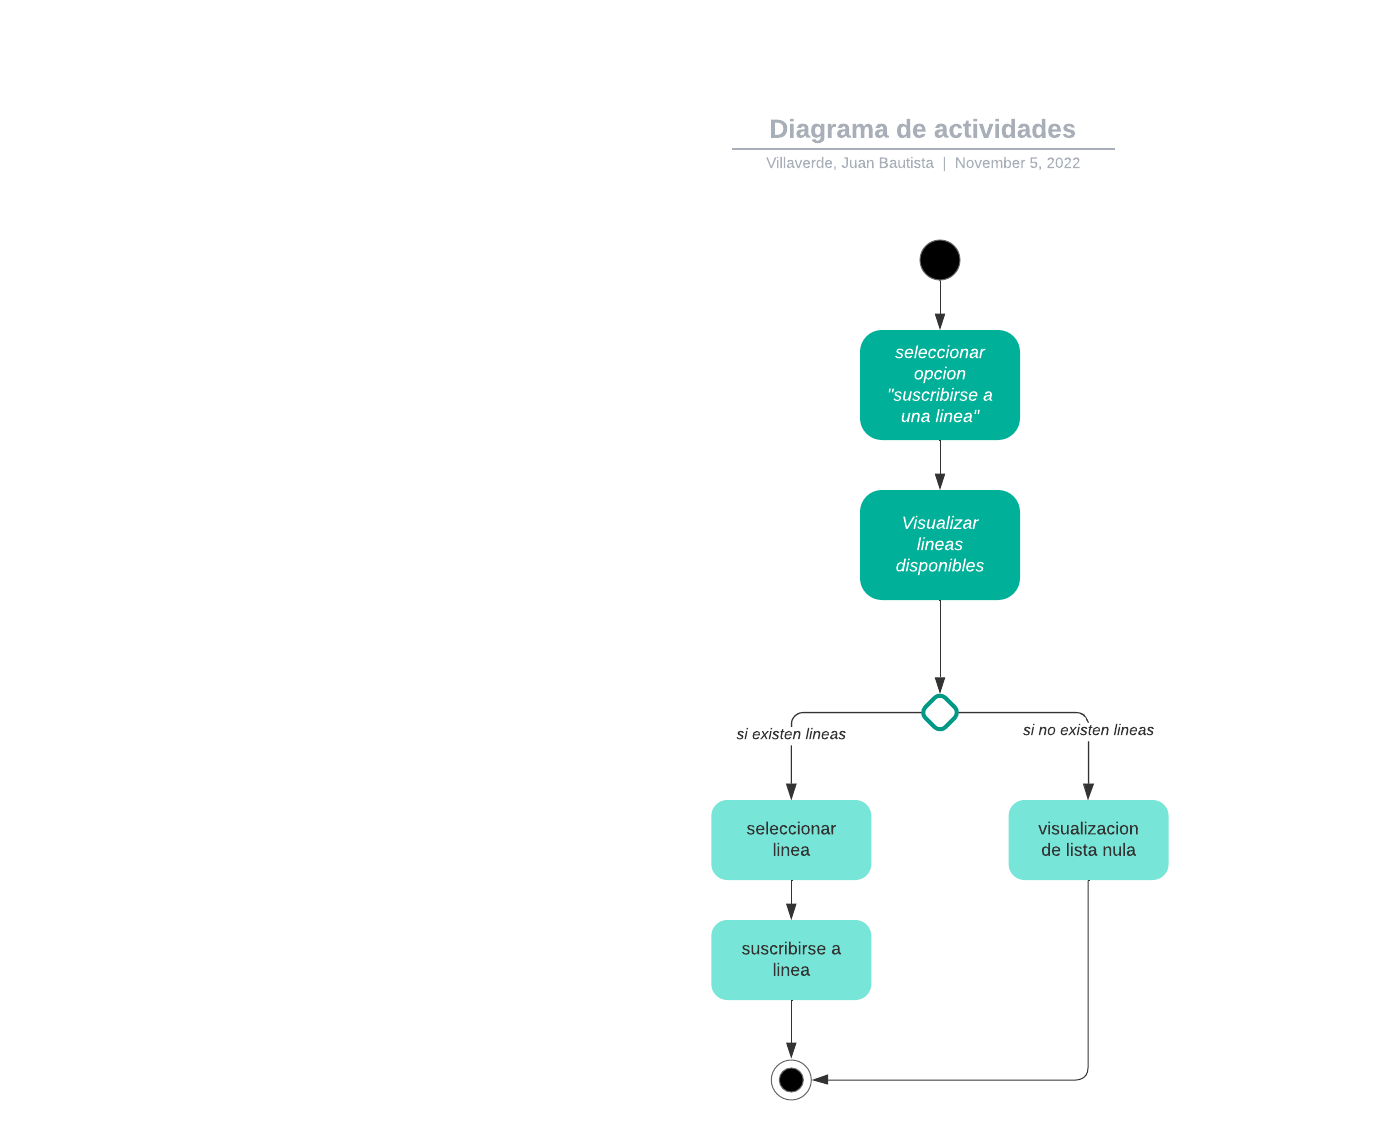 Diagrama de actividades
Villaverde, Juan Bautista | November 5, 2022
seleccionar
opcion
"suscribirse a
una linea"
Visualizar
lineas
disponibles
si existen lineas
si no existen lineas
seleccionar
linea
visualizacion
de lista nula
suscribirse a
linea